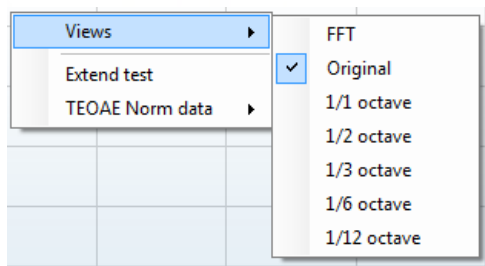 Views
Extend test
TEOAE Norm data
FFT
Original
1/1 octave
1/2 octave
1/3 octave
1/6 octave
1/12 octave